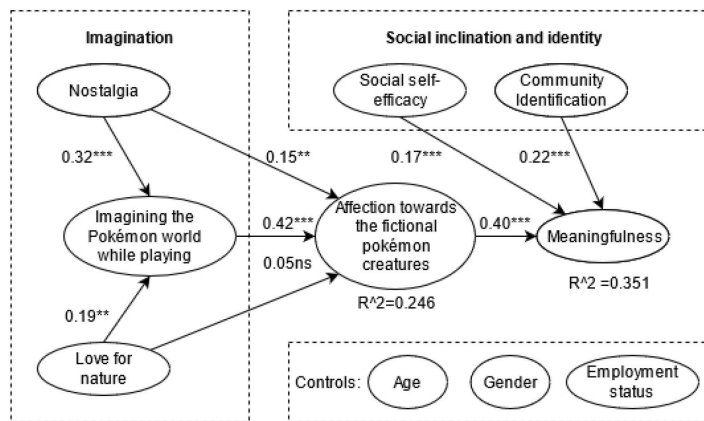 Imagination
Social inclination and identity
Nostalgia
Social self-
efficacy
Community
Identification
0.32***
0.15**
0.17***
0.22***
Imagining the
Pokémon world
while playing
0.42***
Affection towards
the fictional
pokémon
creatures
0.40***
Meaningfulness
0.05ns
R^2=0.246
R^2 =0.351
0.19**
Love for
nature
Controls:
Age
Gender
Employment
status